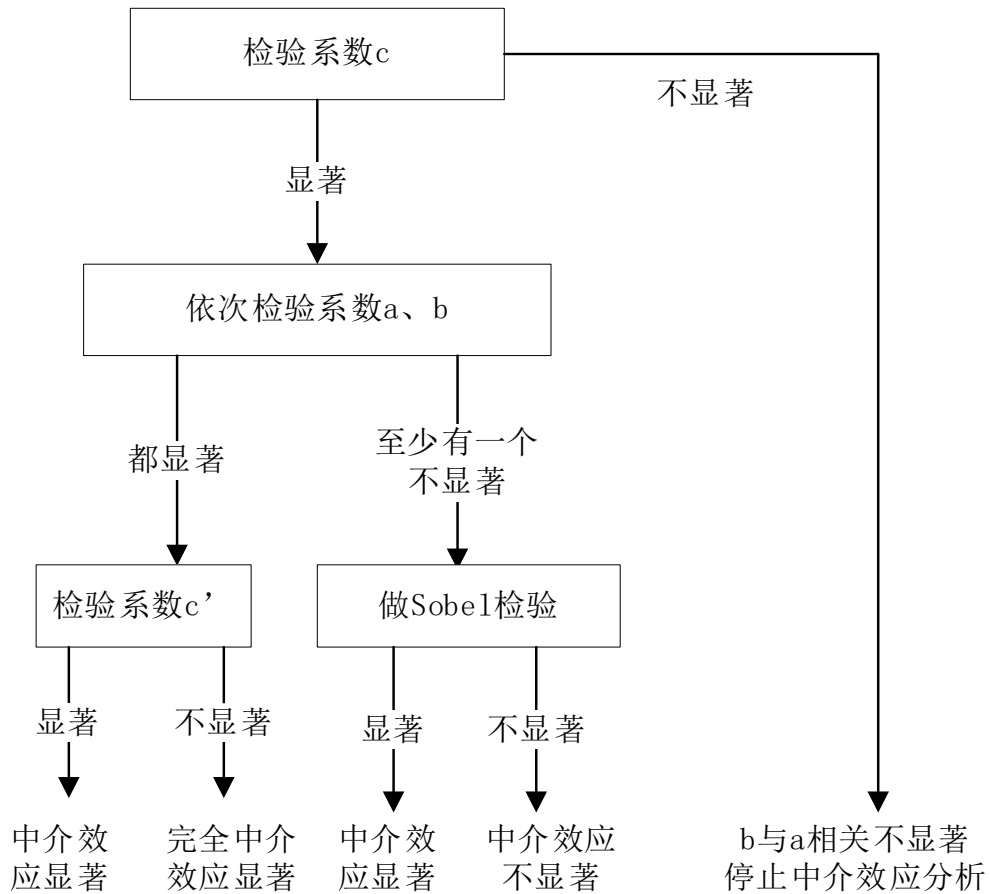 检验系数c
不显著
显著
依次检验系数a、b
都显著
至少有一个
不显著
检验系数c’
做Sobel检验
显著
不显著
显著
不显著
中介效
应显著
完全中介
效应显著
中介效
应显著
中介效应
不显著
b与a相关不显著
停止中介效应分析